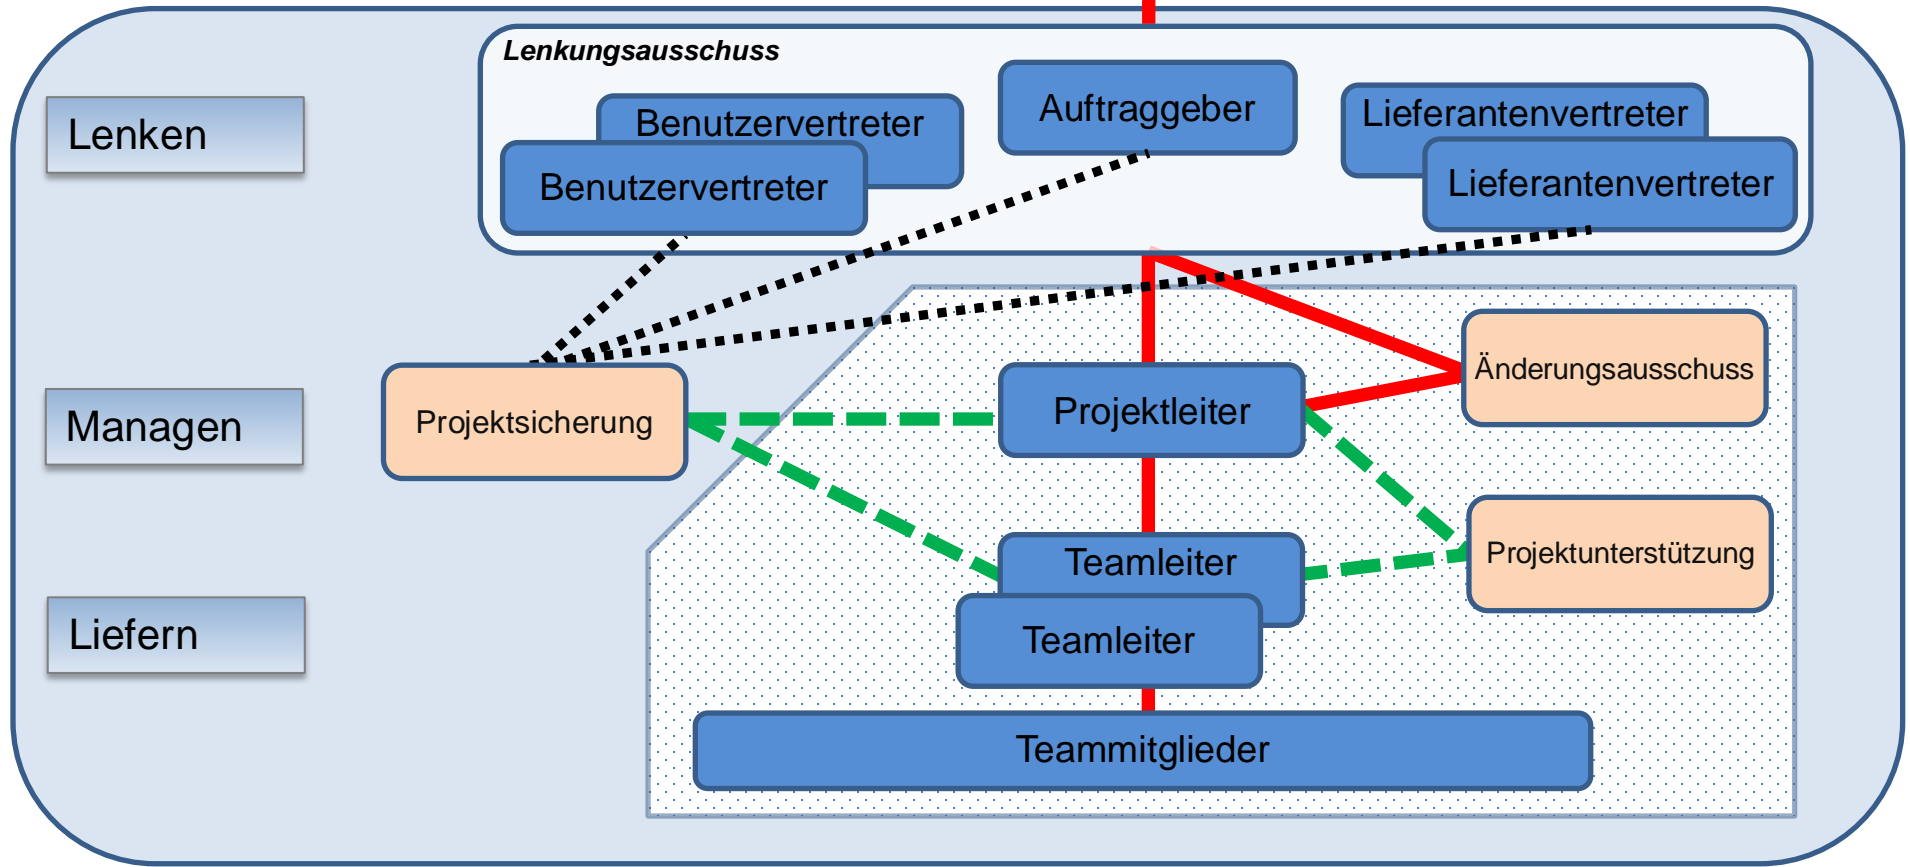 Lenkungsausschuss
Lenken
Benutzervertreter
Benutzervertreter
Auftraggeber
Lieferantenvertreter
Lieferantenvertreter
Managen
Projektsicherung
Projektleiter
Änderungsausschuss
Projektunterstützung
Liefern
Teamleiter
Teamleiter
Teammitglieder